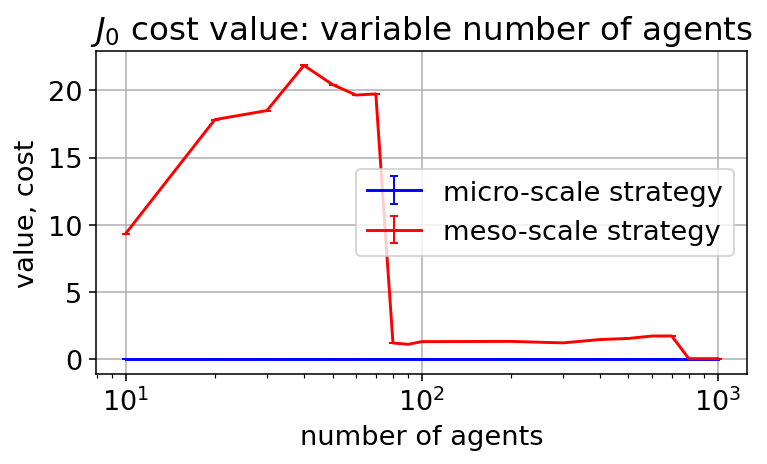 J₀ cost value: variable number of agents
value, cost
20
15
10
5
0
micro-scale strategy
meso-scale strategy
10¹ 10² 10³
number of agents